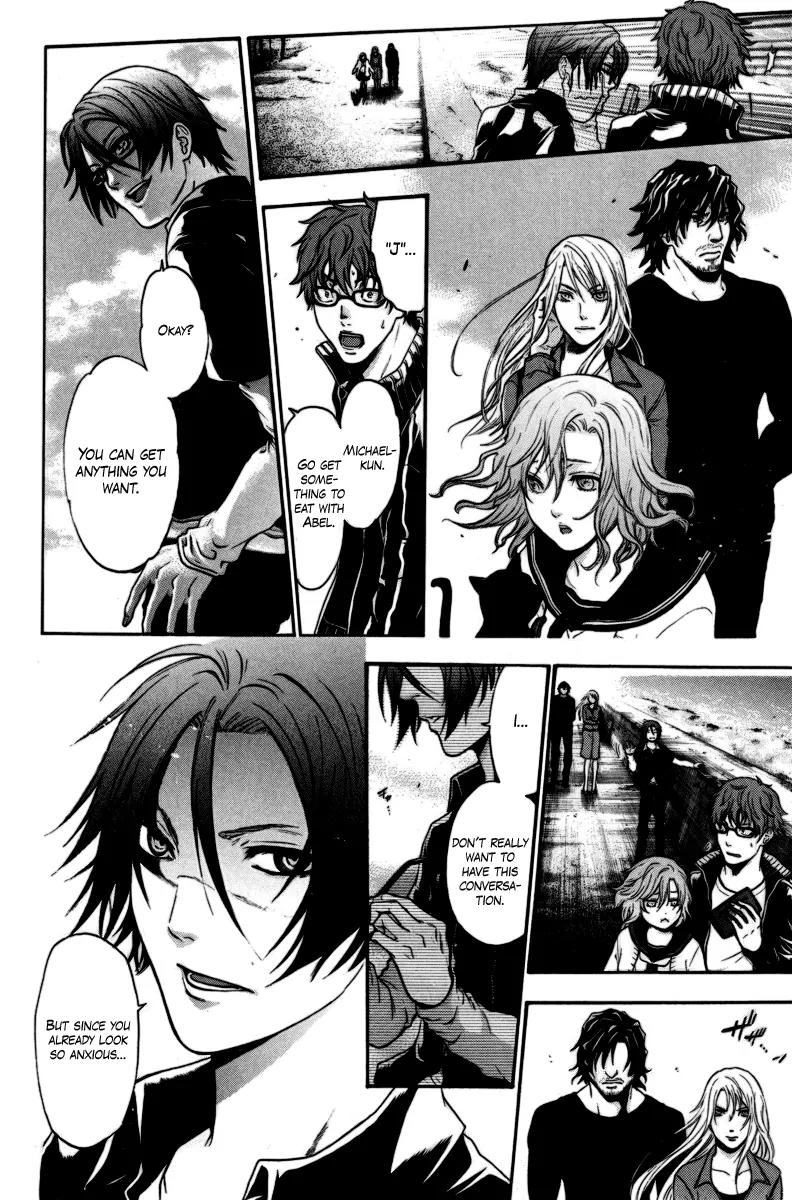 "J"...
MICHAEL-
KUN.
GO GET
SOME-
THING TO
EAT WITH
ABEL.
OKAY?
YOU CAN GET
ANYTHING YOU
WANT.
I...
DON'T REALLY
WANT TO
HAVE THIS
CONVERSA-
TION.
BUT SINCE YOU
ALREADY LOOK
SO ANXIOUS...